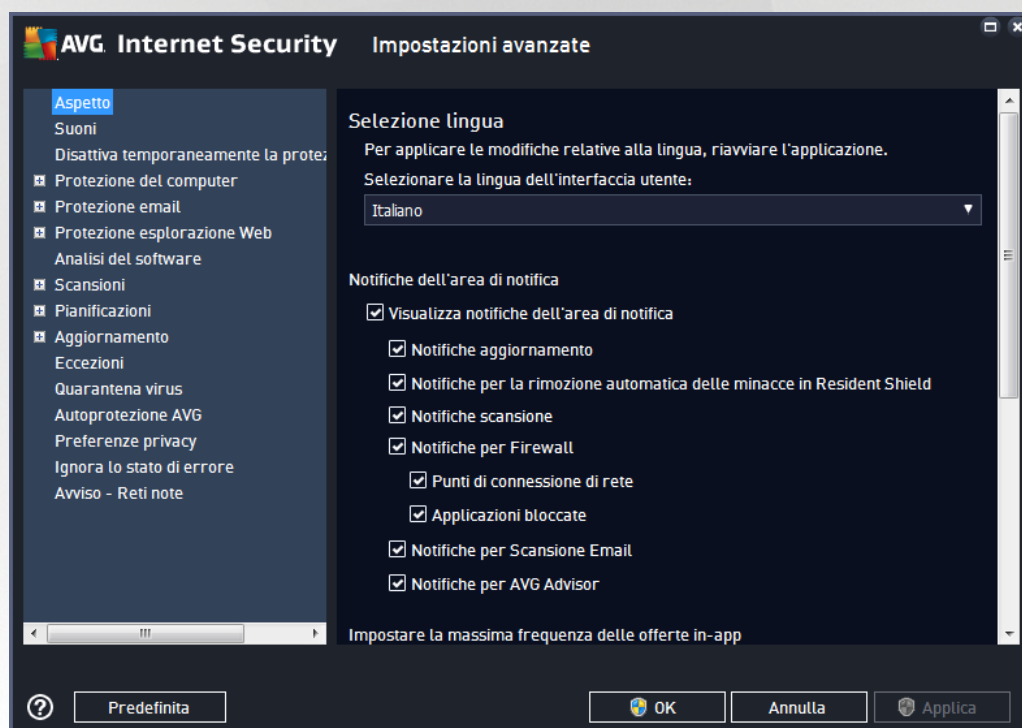 AVG. Internet Security
Impostazioni avanzate
Aspetto
Suoni
Disattiva temporaneamente la
Protezione del computer
Protezione email
Protezione esplorazione Web
Analisi del software
Scansioni
Pianificazioni
Aggiornamento
Eccezioni
Quarantena virus
Autoprotezione AVG
Preferenze privacy
Ignora lo stato di errore
Avviso - Reti note
Selezione lingua
Per applicare le modifiche relative alla lingua, riavviare l'applicazione.
Selezionare la lingua dell'interfaccia utente:
Italiano
Notifiche dell'area di notifica
Visualizza notifiche dell'area di notifica
Notifiche aggiornamento
Notifiche per la rimozione automatica delle minacce in Resident Shield
Notifiche scansione
Notifiche per Firewall
Punti di connessione di rete
Applicazioni bloccate
Notifiche per Scansione Email
Notifiche per AVG Advisor
Impostare la massima frequenza delle offerte in-app
Predefinita
OK
Annulla
Applica